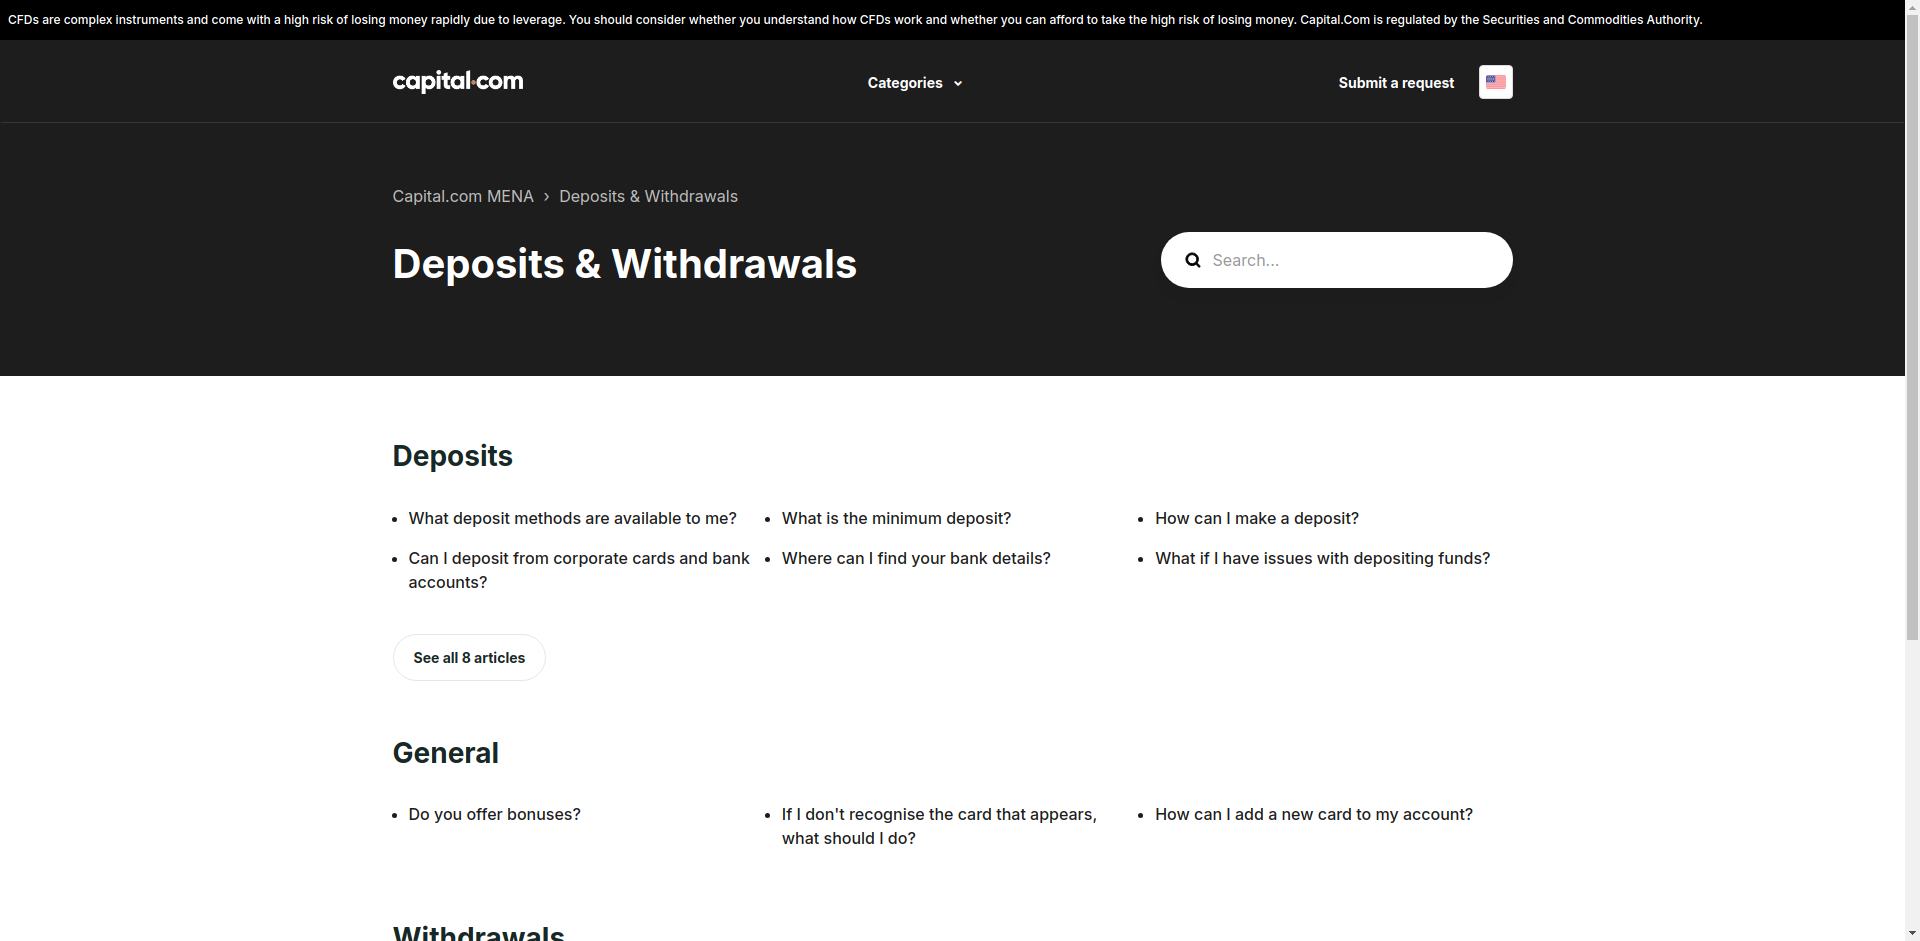 CFDs are complex instruments and come with a high risk of losing money rapidly due to leverage. You should consider whether you understand how CFDs work and whether you can afford to take the high risk of losing money. Capital.Com is regulated by the Securities and Commodities Authority.
capital.com
Categories
Submit a request
Capital.com MENA › Deposits & Withdrawals
Deposits & Withdrawals
Search...
Deposits
What deposit methods are available to me?
What is the minimum deposit?
How can I make a deposit?
Can I deposit from corporate cards and bank
accounts?
Where can I find your bank details?
What if I have issues with depositing funds?
See all 8 articles
General
Do you offer bonuses?
If I don't recognise the card that appears,
what should I do?
How can I add a new card to my account?
Withdrawals